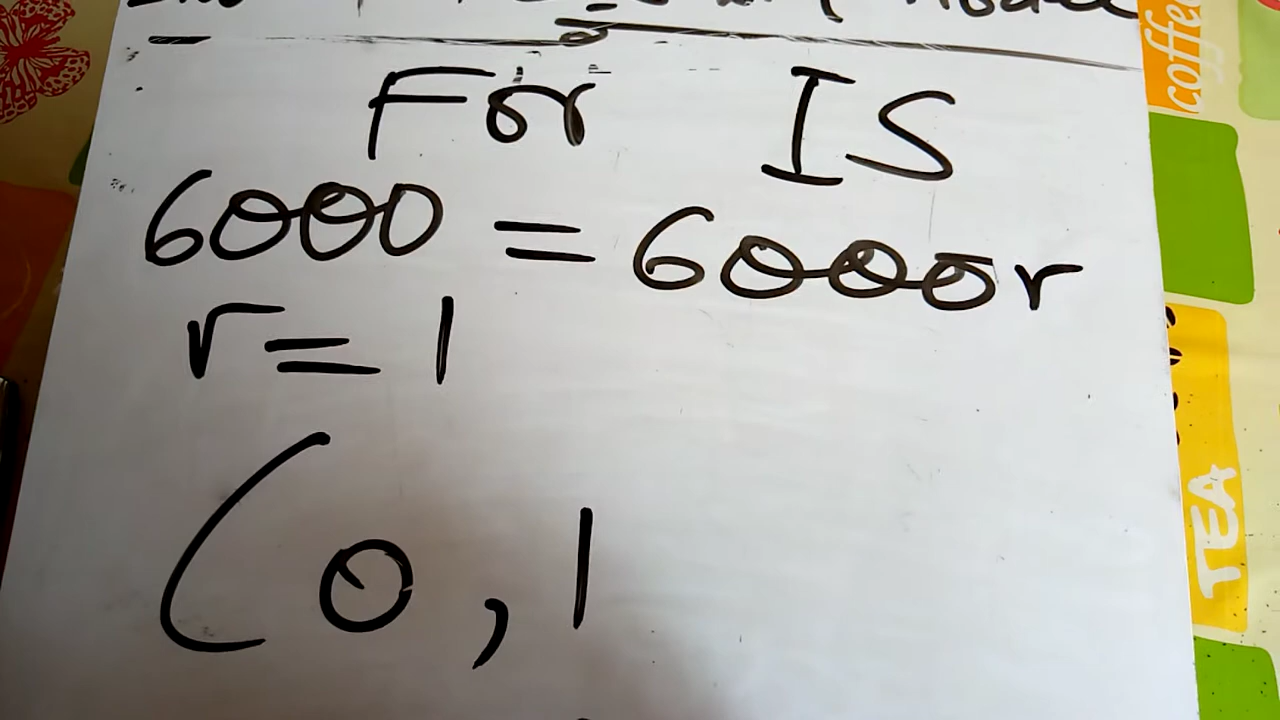 For IS
6000 = 6000r
r = 1
(0, 1
coffee
TEA